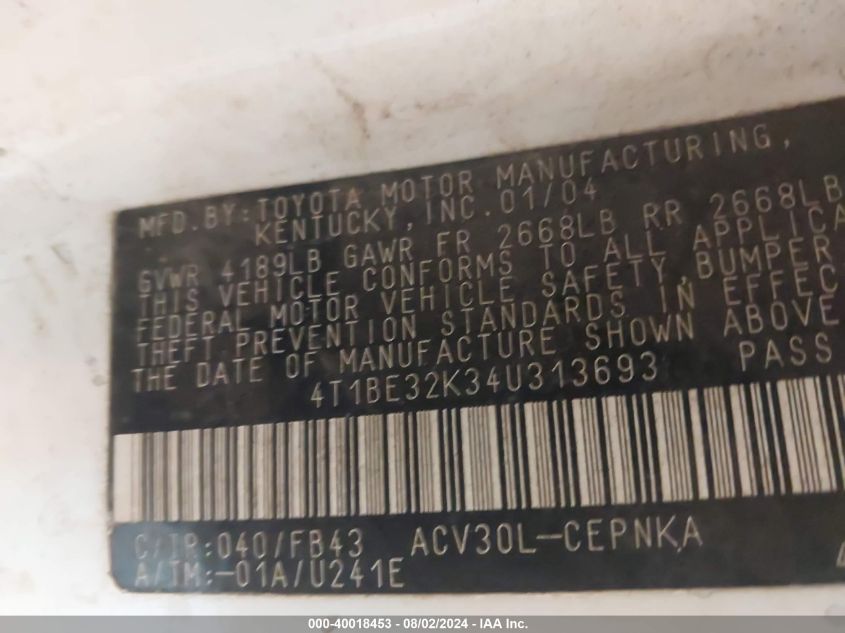 MFD. BY: TOYOTA MOTOR MANUFACTURING,
KENTUCKY, INC. 01/04
GVWR 4189LB GAWR FR 2668LB RR 2668LB
THIS VEHICLE CONFORMS TO ALL
FEDERAL MOTOR VEHICLE SAFETY, BUMPER
THEFT PREVENTION STANDARDS IN
THE DATE OF MANUFACTURE SHOWN ABOVE
4T1BE32K34U313693 PASS
C/TR:040/FB43 ACV30L-CEPNKA
A/TM:-01A/U241E
000-40018453 - 08/02/2024 - IAA Inc.